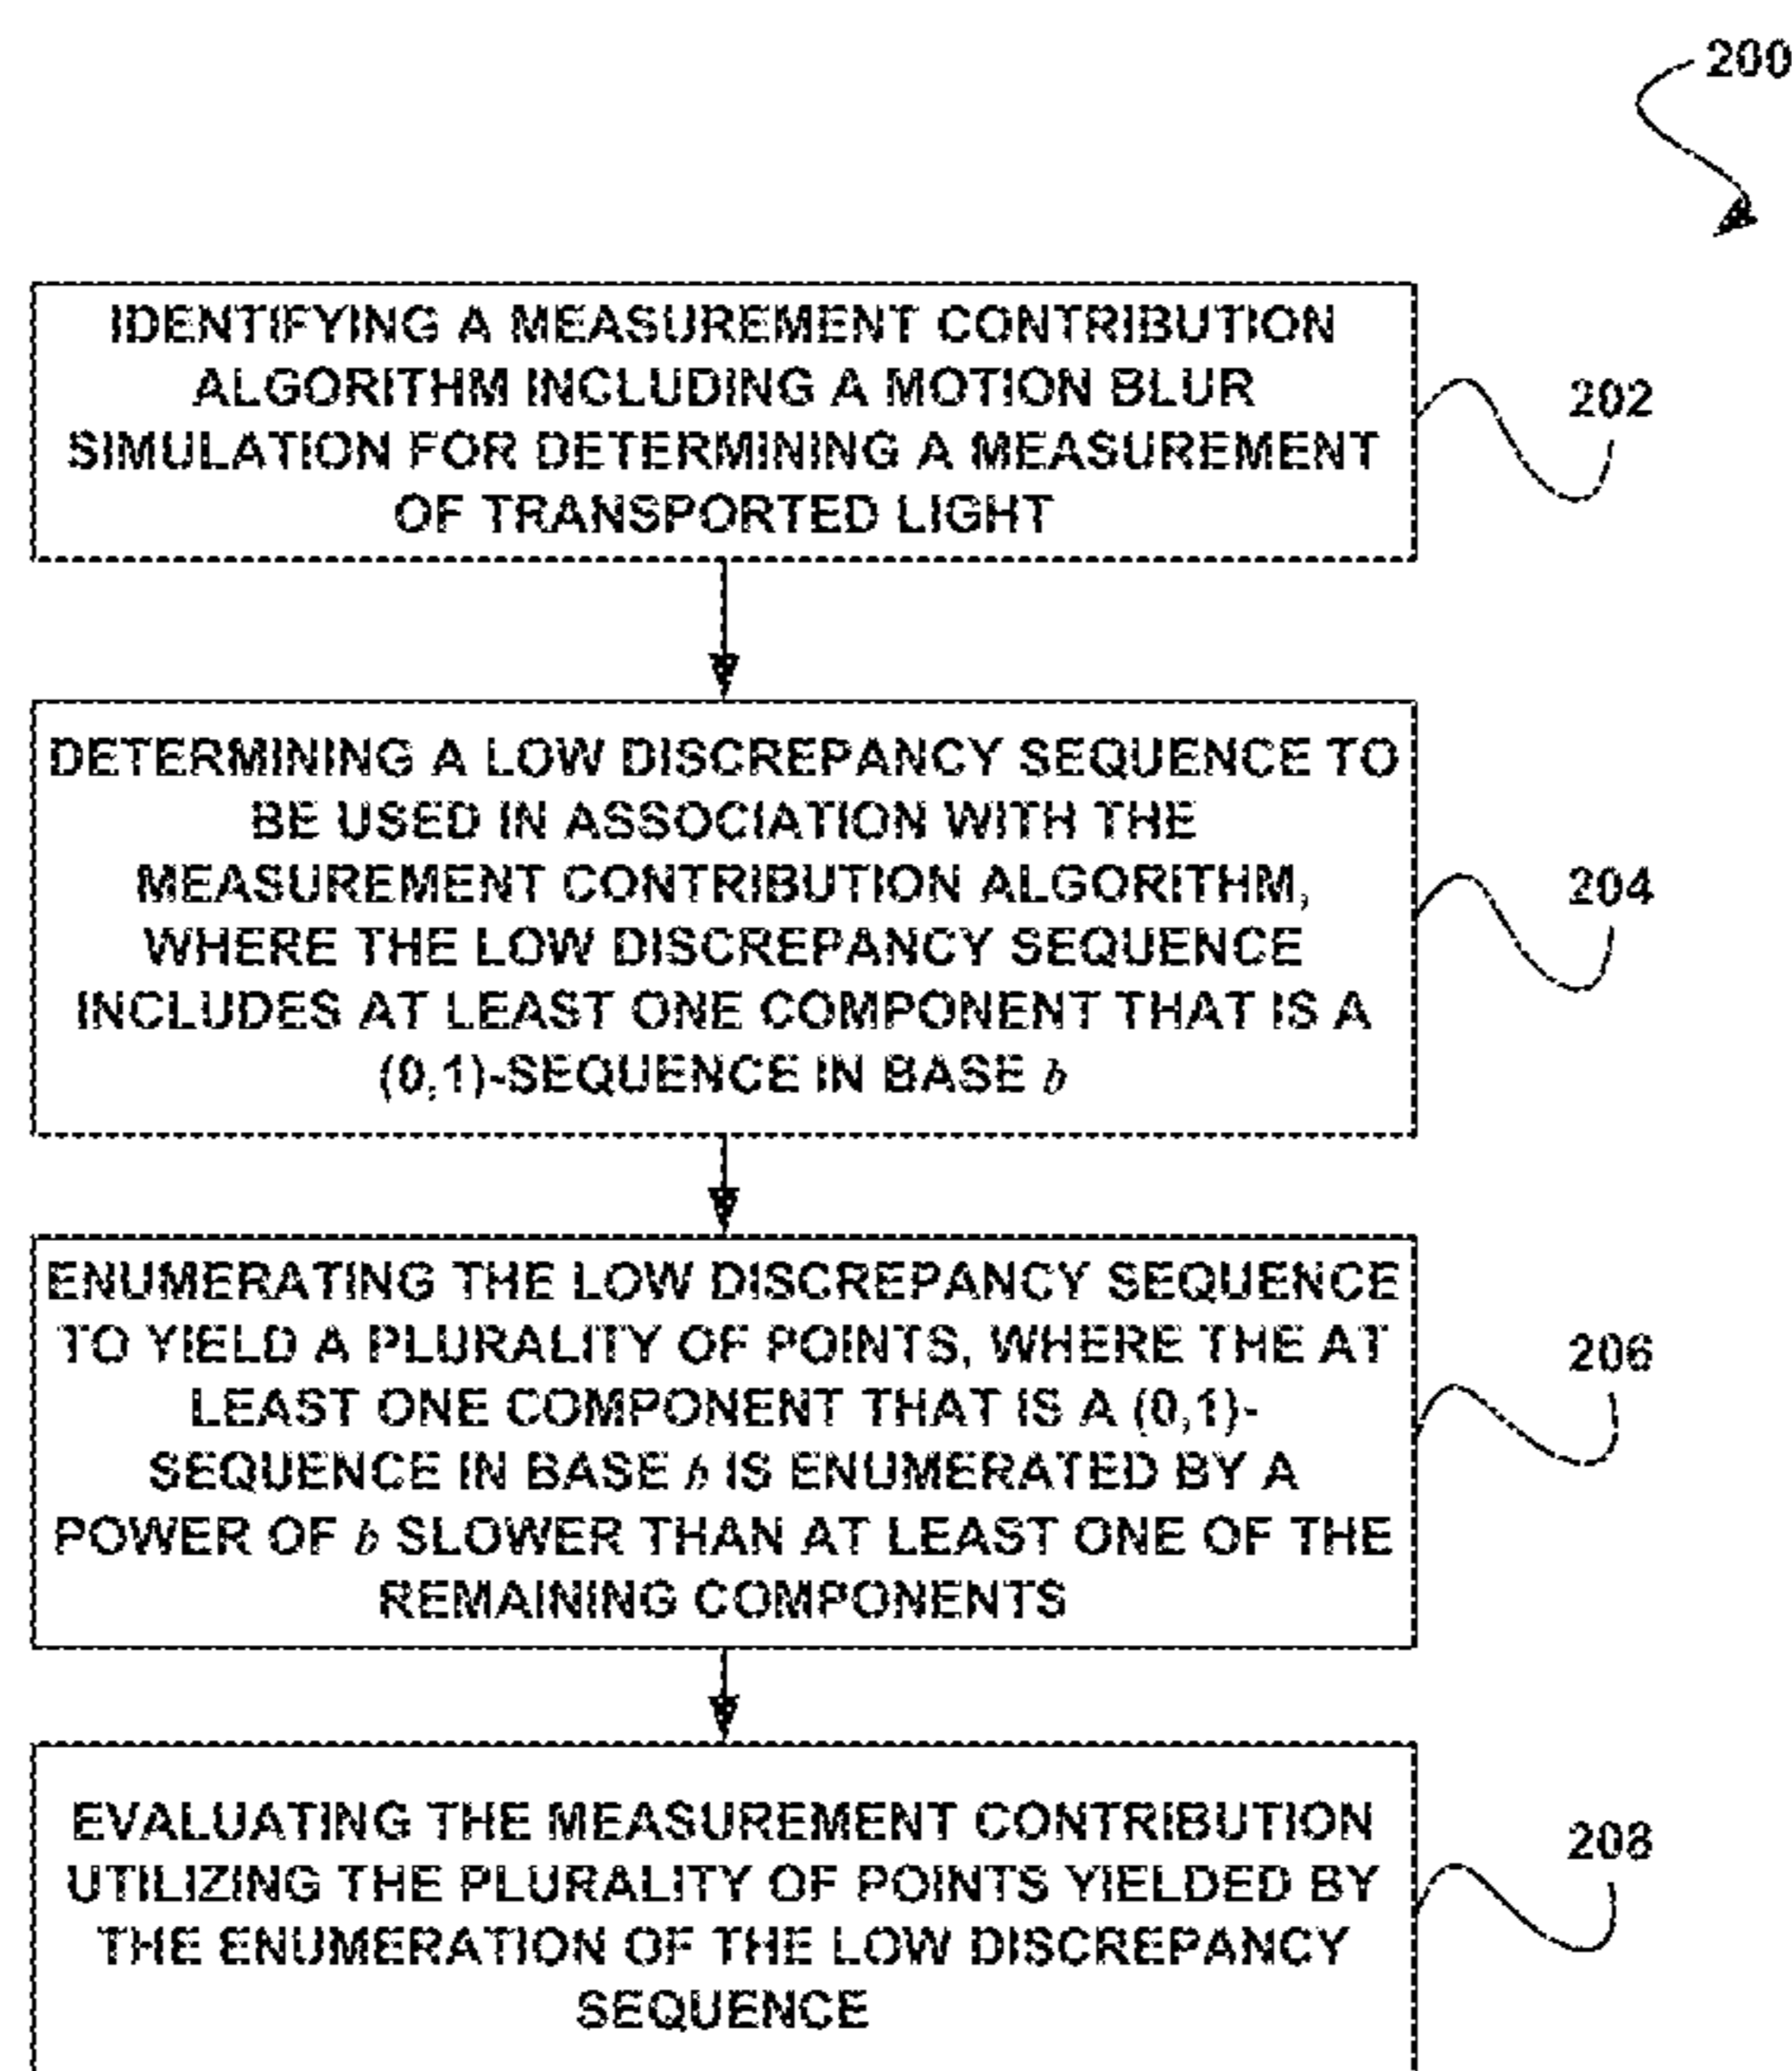 200
IDENTIFYING A MEASUREMENT CONTRIBUTION
ALGORITHM INCLUDING A MOTION BLUR
SIMULATION FOR DETERMINING A MEASUREMENT
OF TRANSPORTED LIGHT
202
DETERMINING A LOW DISCREPANCY SEQUENCE TO
BE USED IN ASSOCIATION WITH THE
MEASUREMENT CONTRIBUTION ALGORITHM,
WHERE THE LOW DISCREPANCY SEQUENCE
INCLUDES AT LEAST ONE COMPONENT THAT IS A
(0,1)-SEQUENCE IN BASE b
204
ENUMERATING THE LOW DISCREPANCY SEQUENCE
TO YIELD A PLURALITY OF POINTS, WHERE THE AT
LEAST ONE COMPONENT THAT IS A (0,1)-
SEQUENCE IN BASE b IS ENUMERATED BY A
POWER OF b SLOWER THAN AT LEAST ONE OF THE
REMAINING COMPONENTS
206
EVALUATING THE MEASUREMENT CONTRIBUTION
UTILIZING THE PLURALITY OF POINTS YIELDED BY
THE ENUMERATION OF THE LOW DISCREPANCY
SEQUENCE
208